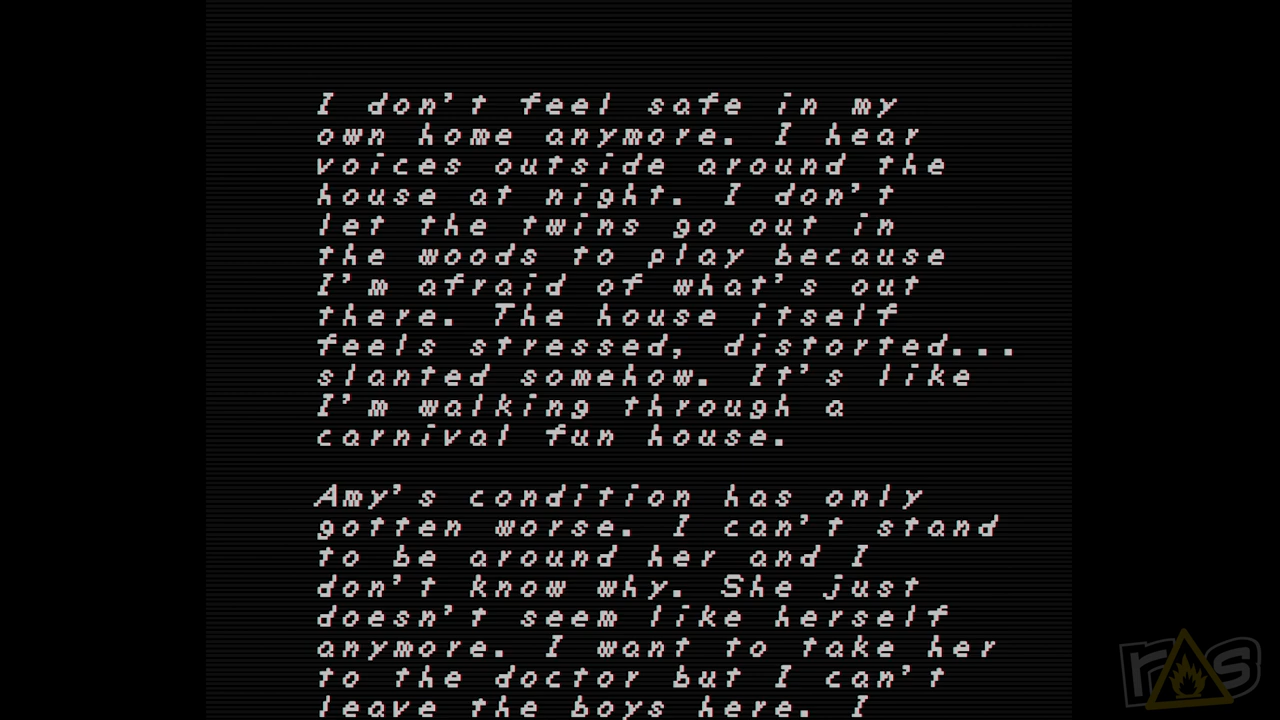 I don't feel safe in my
own home anymore. I hear
voices outside around the
house at night. I don't
let the twins go out in
the woods to play because
I'm afraid of what's out
there. The house itself
feels stressed, distorted...
slanted somehow. It's like
I'm walking through a
carnival fun house.
Amy's condition has only
gotten worse. I can't stand
to be around her and I
don't know why. She just
doesn't seem like herself
anymore. I want to take her
to the doctor but I can't
leave the boys here. I
ras